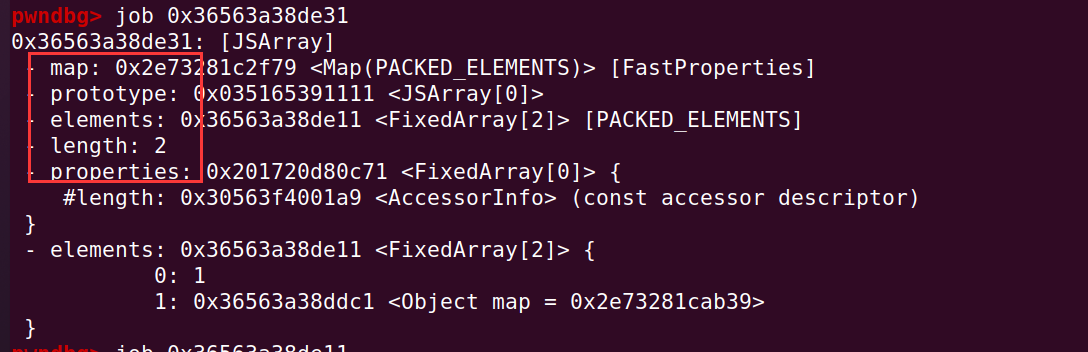 pwndbg> job 0x36563a38de31
0x36563a38de31: [JSArray]
- map: 0x2e73281c2f79 <Map(PACKED_ELEMENTS)> [FastProperties]
- prototype: 0x035165391111 <JSArray[0]>
- elements: 0x36563a38de11 <FixedArray[2]> [PACKED_ELEMENTS]
- length: 2
- properties: 0x201720d80c71 <FixedArray[0]> {
#length: 0x30563f4001a9 <AccessorInfo> (const accessor descriptor)
}
- elements: 0x36563a38de11 <FixedArray[2]> {
0: 1
1: 0x36563a38ddc1 <Object map = 0x2e73281cab39>
}
pwndbg> job 0x36563a38de11